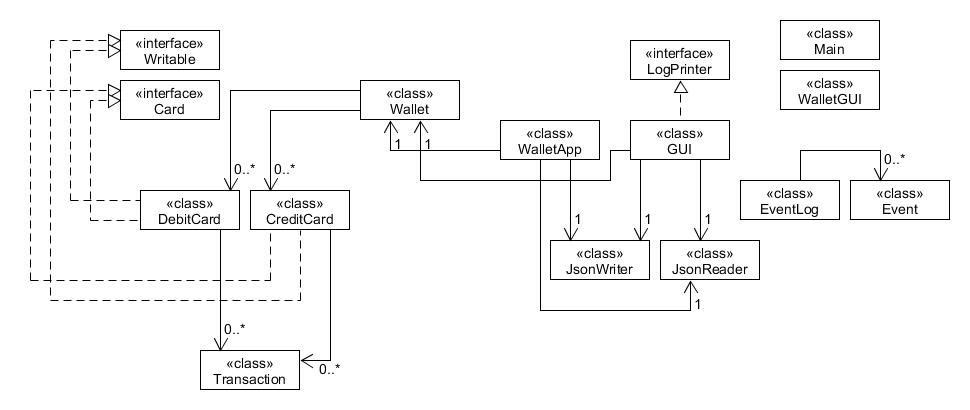 «interface»
Writable
«interface»
Card
«class»
Wallet
«interface»
LogPrinter
«class»
Main
«class»
WalletGUI
«class»
WalletApp
«class»
GUI
1
1
0..*
0..*
0..*
«class»
DebitCard
«class»
CreditCard
«class»
EventLog
«class»
Event
1
1
1
«class»
JsonWriter
«class»
JsonReader
1
0..*
0..*
«class»
Transaction